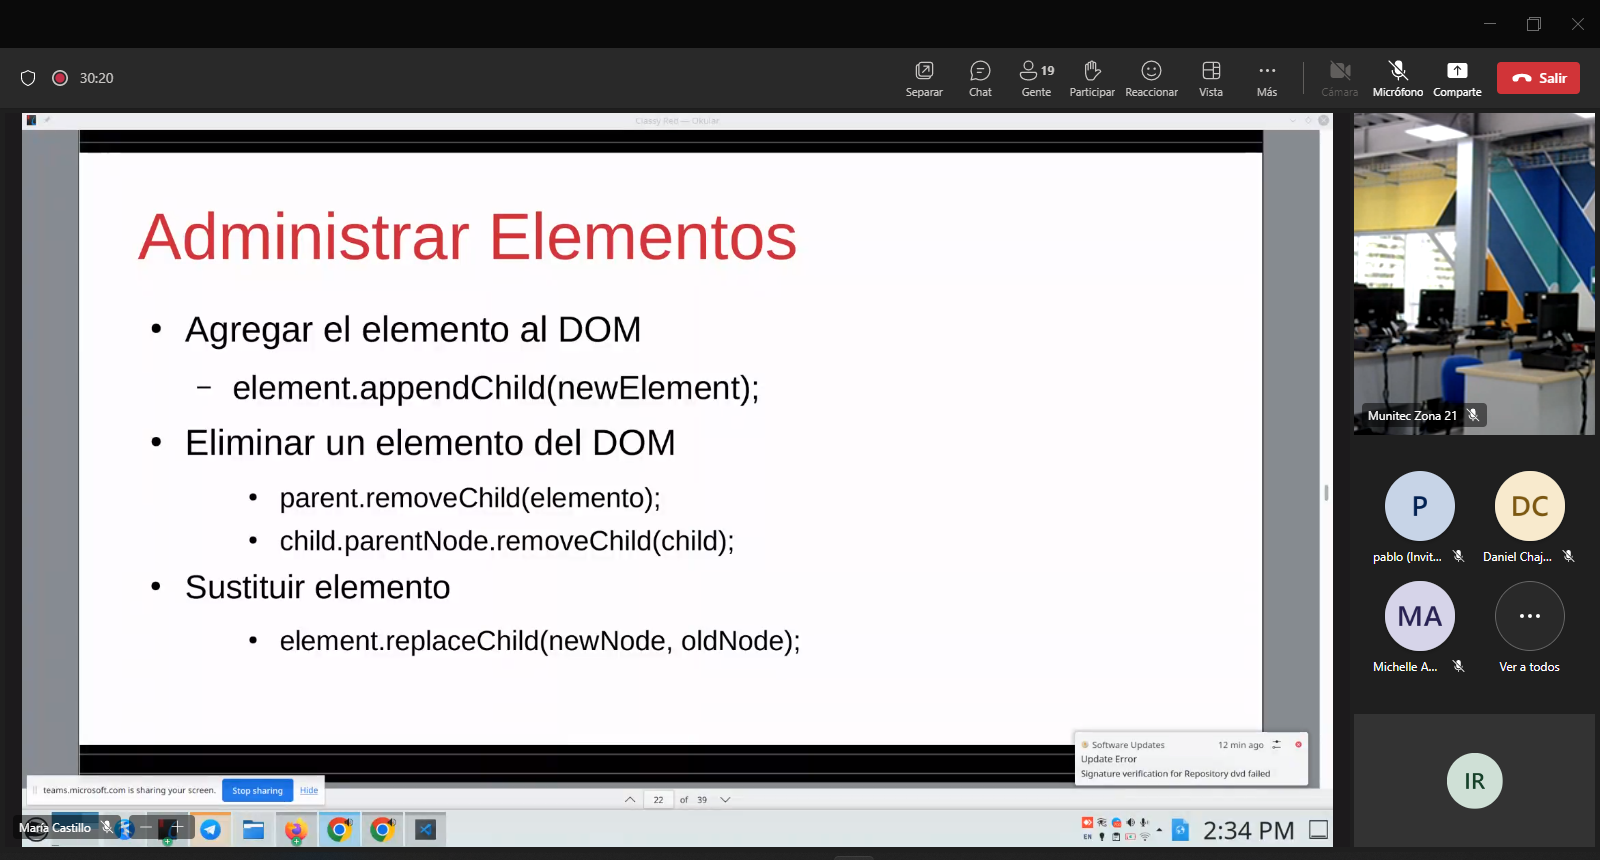 30:20
Separar
Chat
19
Gente
Participar
Reaccionar
Vista
Más
Cámara
Micrófono
Comparte
Salir
Classy Red — Okular
Administrar Elementos
• Agregar el elemento al DOM
– element.appendChild(newElement);
• Eliminar un elemento del DOM
• parent.removeChild(elemento);
• child.parentNode.removeChild(child);
• Sustituir elemento
• element.replaceChild(newNode, oldNode);
Software Updates
12 min ago
Update Error
Signature verification for Repository dvd failed
teams.microsoft.com is sharing your screen.
Stop sharing
Hide
22 of 39
María Castillo
EN
2:34 PM
Munitec Zona 21
P
pablo (Invit...
DC
Daniel Chaj...
MA
Michelle A...
Ver a todos
IR